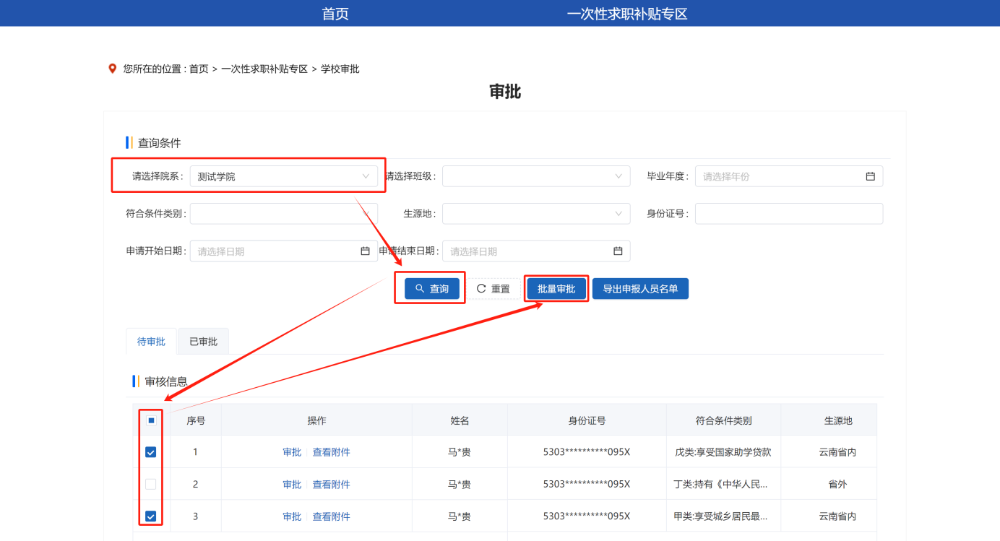 首页 一次性求职补贴专区
您所在的位置 : 首页 > 一次性求职补贴专区 > 学校审批
审批
查询条件
请选择院系 : 测试学院 请选择班级 : 毕业年度 : 请选择年份
符合条件类别 : 生源地 : 身份证号 :
申请开始日期 : 请选择日期 申请结束日期 : 请选择日期
查询 重置 批量审批 导出申报人员名单
待审批 已审批
审核信息
序号 操作 姓名 身份证号 符合条件类别 生源地
1 审批 查看附件 马*贵 5303**********095X 戊类:享受国家助学贷款 云南省内
2 审批 查看附件 马*贵 5303**********095X 丁类:持有《中华人民... 省外
3 审批 查看附件 马*贵 5303**********095X 甲类:享受城乡居民最... 云南省内